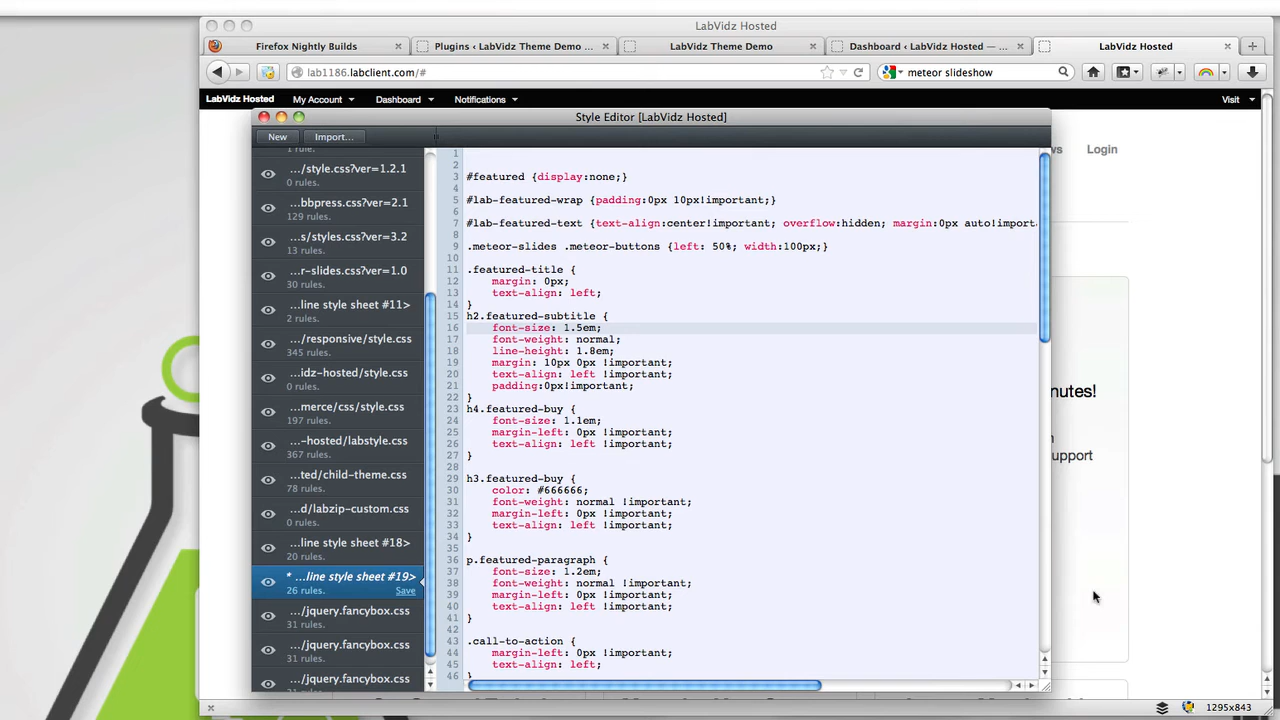 LabVidz Hosted
Firefox Nightly Builds
Plugins ‹ LabVidz Theme Demo ...
LabVidz Theme Demo
Dashboard ‹ LabVidz Hosted — ...
LabVidz Hosted
lab1186.labclient.com/#
meteor slideshow
LabVidz Hosted
My Account
Dashboard
Notifications
Visit
Style Editor [LabVidz Hosted]
New
Import...
Login
1 rule.
.../style.css?ver=1.2.1
0 rules.
bbpress.css?ver=2.1
129 rules.
...s/styles.css?ver=3.2
13 rules.
...r-slides.css?ver=1.0
30 rules.
...line style sheet #11>
2 rules.
.../responsive/style.css
345 rules.
...idz-hosted/style.css
0 rules.
...merce/css/style.css
197 rules.
...-hosted/labstyle.css
367 rules.
...ted/child-theme.css
78 rules.
...d/labzip-custom.css
0 rules.
...line style sheet #18>
20 rules.
* ...line style sheet #19>
26 rules.
Save
.../jquery.fancybox.css
31 rules.
.../jquery.fancybox.css
31 rules.
.../jquery.fancybox.css
1
2
3 #featured {display:none;}
4
5 #lab-featured-wrap {padding:0px 10px!important;}
6
7 #lab-featured-text {text-align:center!important; overflow:hidden; margin:0px auto!import
8
9 .meteor-slides .meteor-buttons {left: 50%; width:100px;}
10
11 .featured-title {
12 margin: 0px;
13 text-align: left;
14 }
15 h2.featured-subtitle {
16 font-size: 1.5em;
17 font-weight: normal;
18 line-height: 1.8em;
19 margin: 10px 0px !important;
20 text-align: left !important;
21 padding:0px!important;
22 }
23 h4.featured-buy {
24 font-size: 1.1em;
25 margin-left: 0px !important;
26 text-align: left !important;
27 }
28
29 h3.featured-buy {
30 color: #666666;
31 font-weight: normal !important;
32 margin-left: 0px !important;
33 text-align: left !important;
34 }
35
36 p.featured-paragraph {
37 font-size: 1.2em;
38 font-weight: normal !important;
39 margin-left: 0px !important;
40 text-align: left !important;
41 }
42
43 .call-to-action {
44 margin-left: 0px !important;
45 text-align: left;
46 }
nutes!
support
1295x843